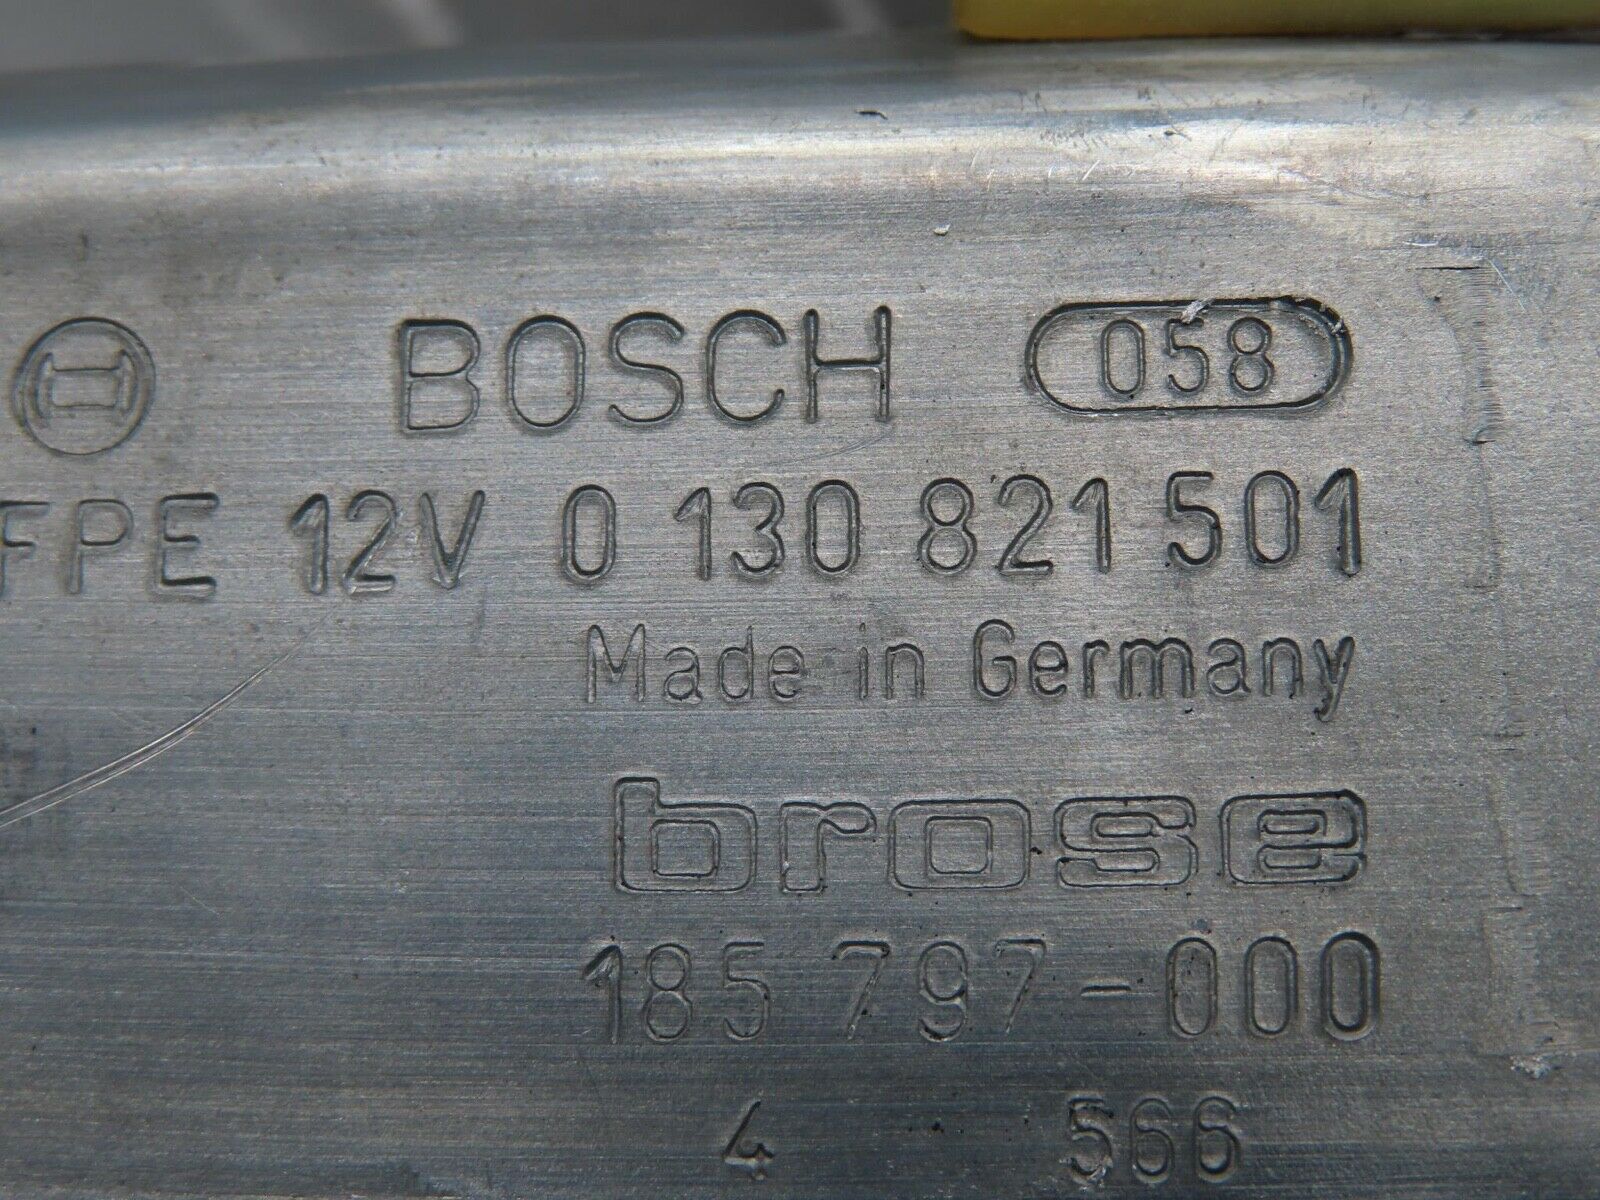 BOSCH 058
FPE 12V 0 130 821 501
Made in Germany
brose
185 797-000
4 566